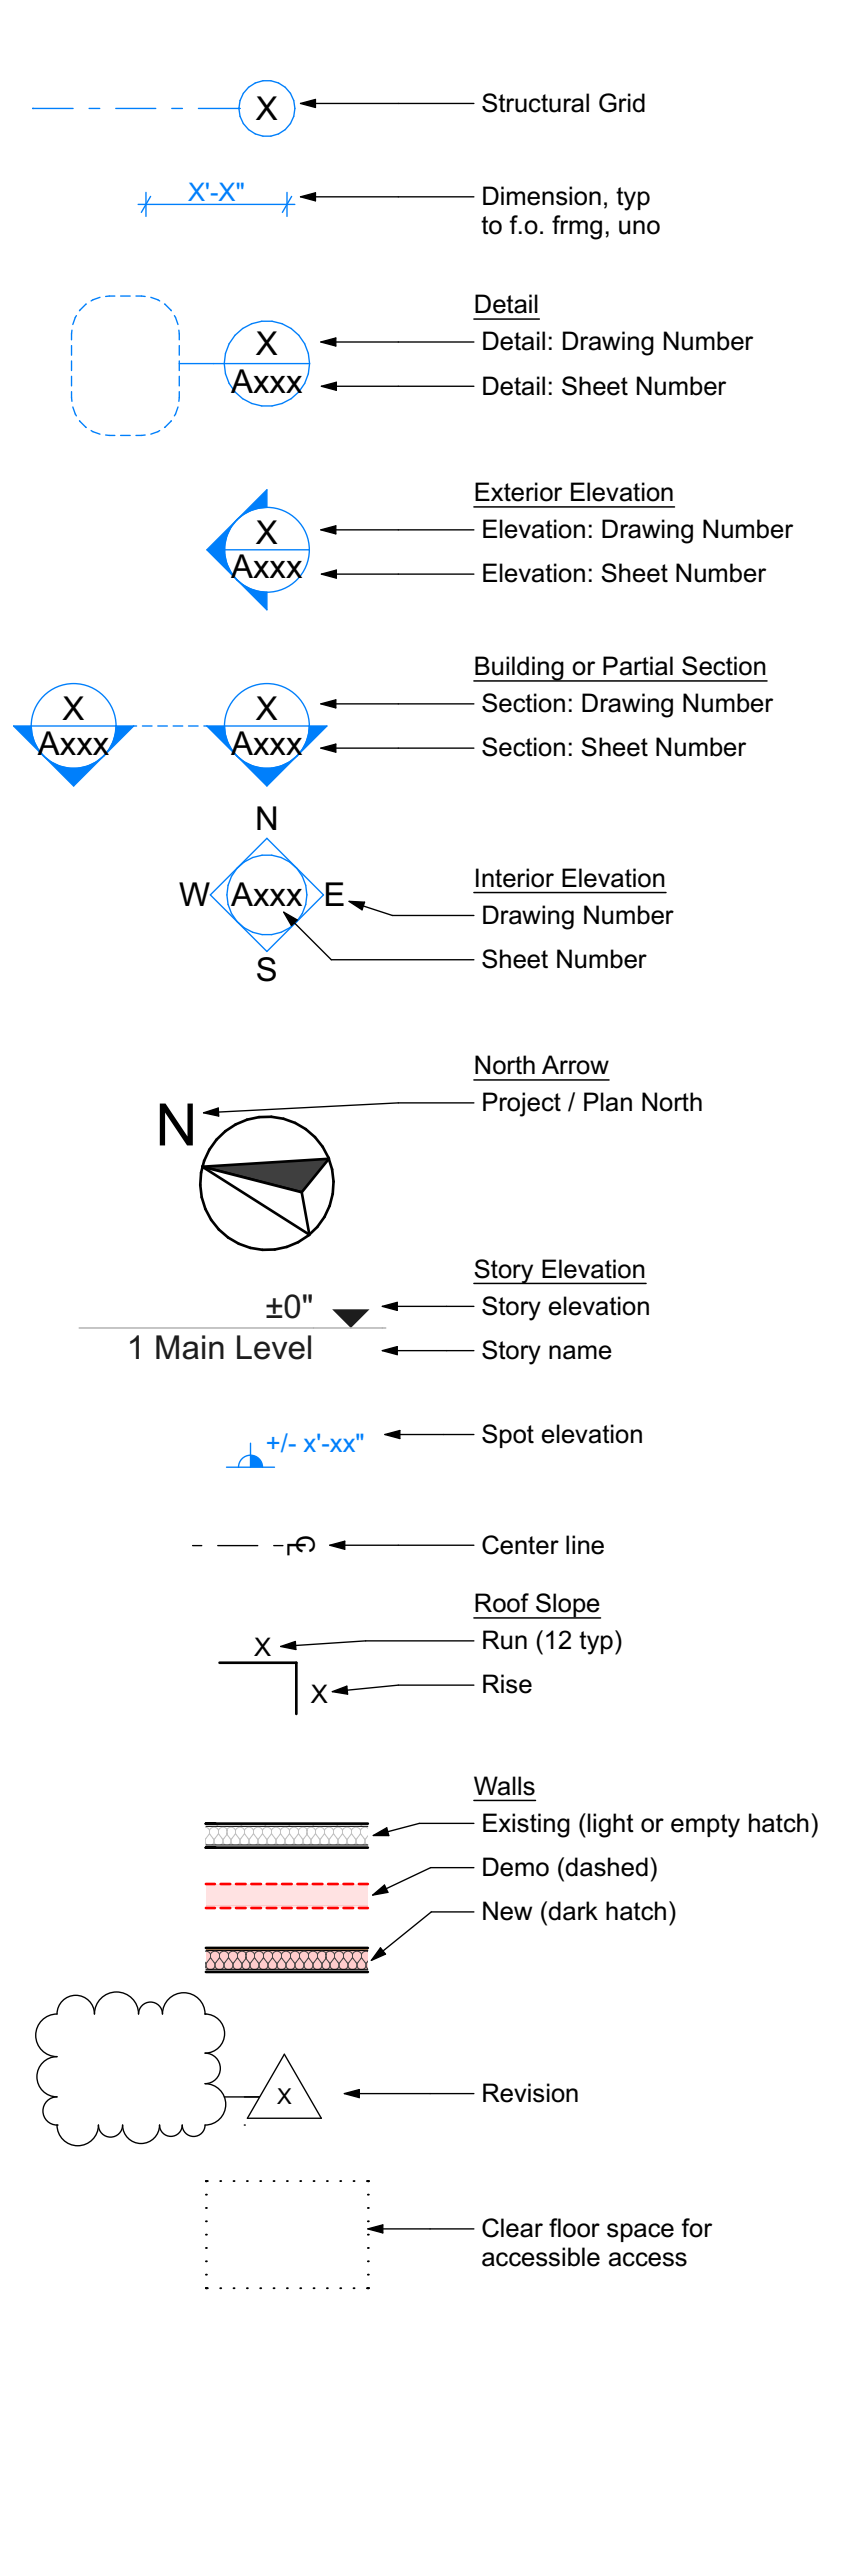 X
Structural Grid
X'-X"
Dimension, typ
to f.o. frmg, uno
Detail
X
Detail: Drawing Number
Axxx
Detail: Sheet Number
Exterior Elevation
X
Elevation: Drawing Number
Axxx
Elevation: Sheet Number
Building or Partial Section
X X
Section: Drawing Number
Axxx Axxx
Section: Sheet Number
N
Interior Elevation
W Axxx E
Drawing Number
Sheet Number
S
North Arrow
Project / Plan North
N
Story Elevation
±0"
Story elevation
1 Main Level
Story name
+/- x'-xx"
Spot elevation
CL
Center line
Roof Slope
X
Run (12 typ)
X
Rise
Walls
Existing (light or empty hatch)
Demo (dashed)
New (dark hatch)
X
Revision
Clear floor space for
accessible access